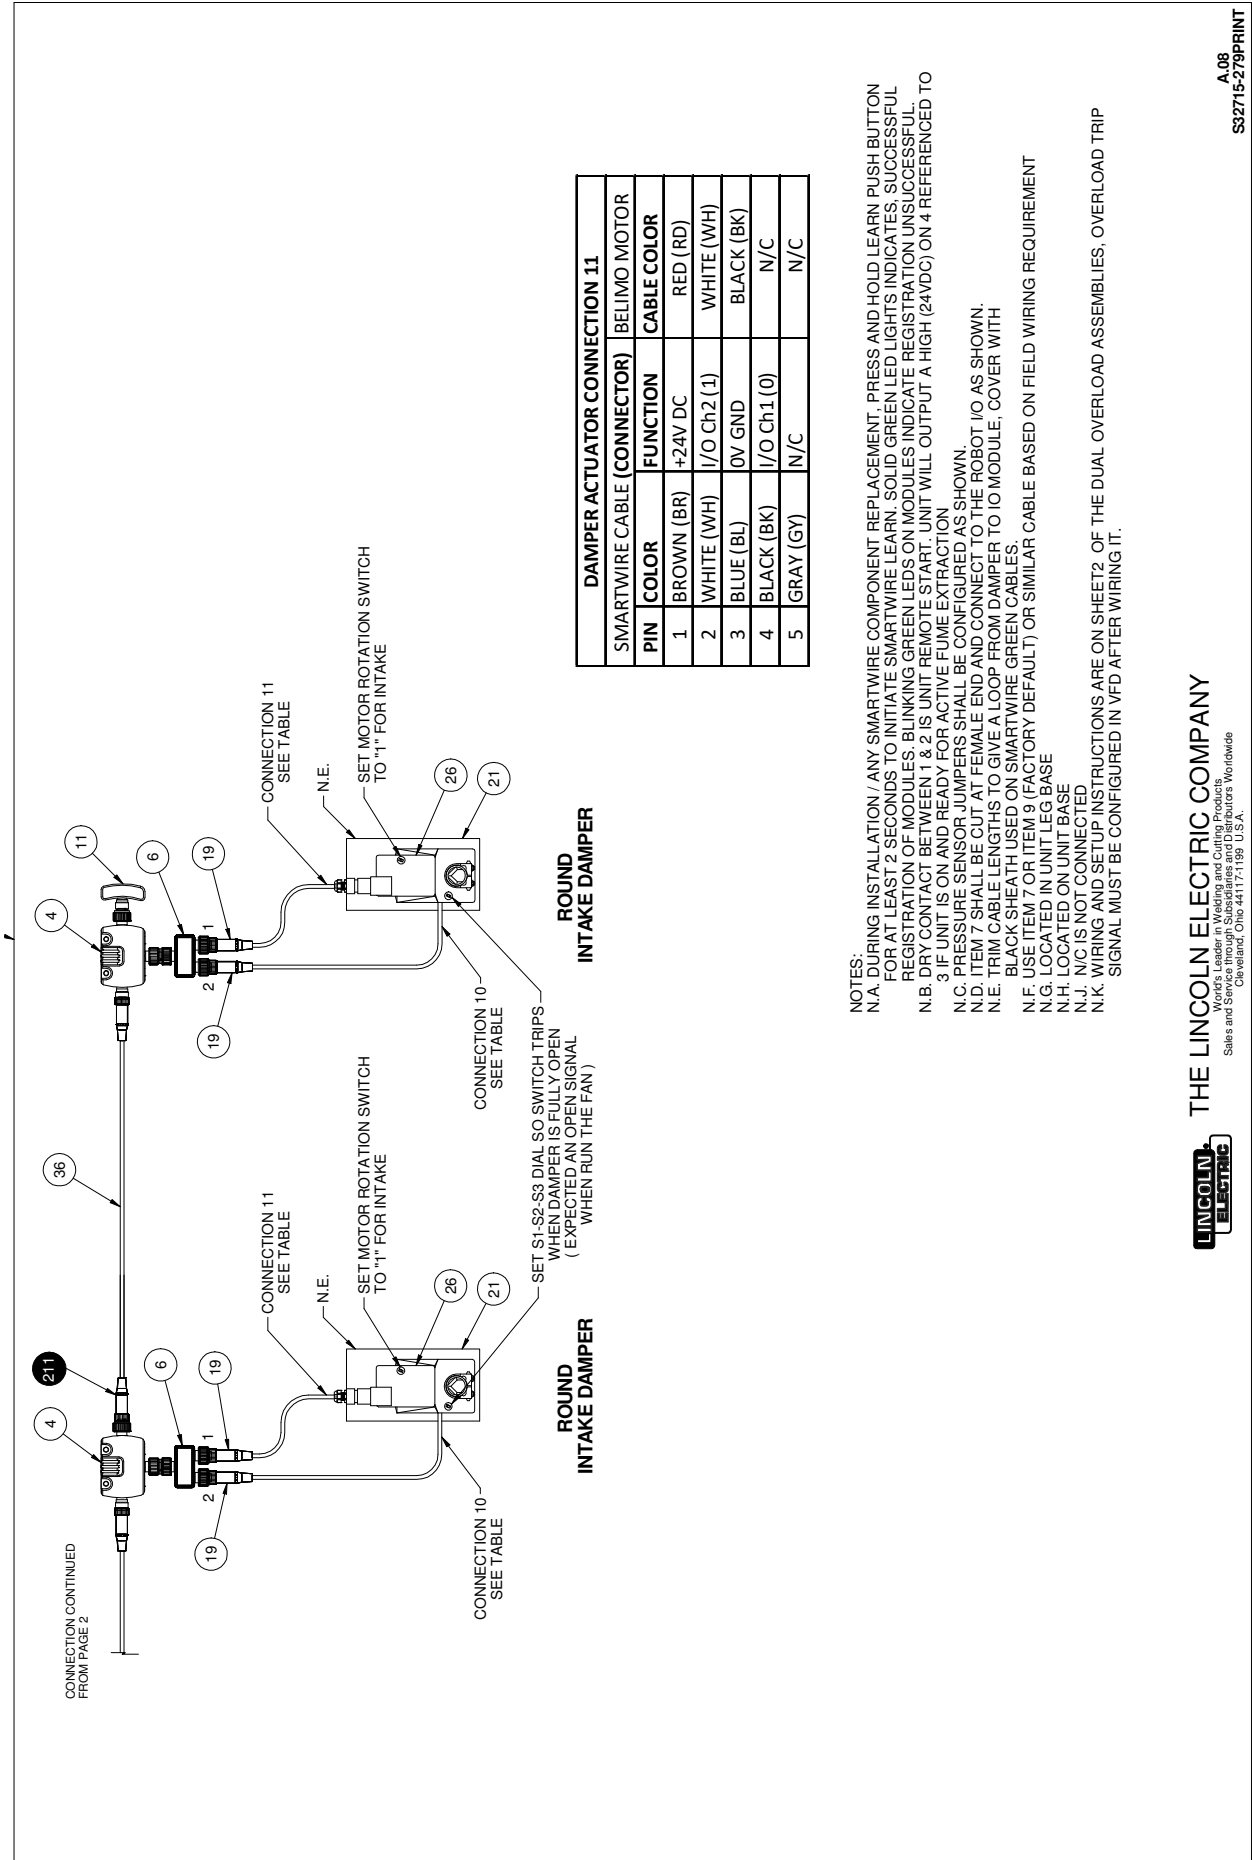 CONNECTION CONTINUED
FROM PAGE 2
4
211
36
4
11
6
19
19
2
1
6
19
19
2
1
CONNECTION 11
SEE TABLE
N.E.
SET MOTOR ROTATION SWITCH
TO "1" FOR INTAKE
26
21
CONNECTION 10
SEE TABLE
ROUND
INTAKE DAMPER
CONNECTION 11
SEE TABLE
N.E.
SET MOTOR ROTATION SWITCH
TO "1" FOR INTAKE
26
21
CONNECTION 10
SEE TABLE
SET S1-S2-S3 DIAL SO SWITCH TRIPS
WHEN DAMPER IS FULLY OPEN
( EXPECTED AN OPEN SIGNAL
WHEN RUN THE FAN )
ROUND
INTAKE DAMPER
DAMPER ACTUATOR CONNECTION 11
SMARTWIRE CABLE (CONNECTOR) BELIMO MOTOR
PIN COLOR FUNCTION CABLE COLOR
1 BROWN (BR) +24V DC RED (RD)
2 WHITE (WH) I/O Ch2 (1) WHITE (WH)
3 BLUE (BL) 0V GND BLACK (BK)
4 BLACK (BK) I/O Ch1 (0) N/C
5 GRAY (GY) N/C N/C
NOTES:
N.A. DURING INSTALLATION / ANY SMARTWIRE COMPONENT REPLACEMENT, PRESS AND HOLD LEARN PUSH BUTTON
FOR AT LEAST 2 SECONDS TO INITIATE SMARTWIRE LEARN. SOLID GREEN LED LIGHTS INDICATES, SUCCESSFUL
REGISTRATION OF MODULES. BLINKING GREEN LEDS ON MODULES INDICATE REGISTRATION UNSUCCESSFUL.
N.B. DRY CONTACT BETWEEN 1 & 2 IS UNIT REMOTE START. UNIT WILL OUTPUT A HIGH (24VDC) ON 4 REFERENCED TO
3 IF UNIT IS ON AND READY FOR ACTIVE FUME EXTRACTION
N.C. PRESSURE SENSOR JUMPERS SHALL BE CONFIGURED AS SHOWN.
N.D. ITEM 7 SHALL BE CUT AT FEMALE END AND CONNECT TO THE ROBOT I/O AS SHOWN.
N.E. TRIM CABLE LENGTHS TO GIVE A LOOP FROM DAMPER TO IO MODULE, COVER WITH
BLACK SHEATH USED ON SMARTWIRE GREEN CABLES.
N.F. USE ITEM 7 OR ITEM 9 (FACTORY DEFAULT) OR SIMILAR CABLE BASED ON FIELD WIRING REQUIREMENT
N.G. LOCATED IN UNIT LEG BASE
N.H. LOCATED ON UNIT BASE
N.J. N/C IS NOT CONNECTED
N.K. WIRING AND SETUP INSTRUCTIONS ARE ON SHEET2 OF THE DUAL OVERLOAD ASSEMBLIES, OVERLOAD TRIP
SIGNAL MUST BE CONFIGURED IN VFD AFTER WIRING IT.
LINCOLN
ELECTRIC
THE LINCOLN ELECTRIC COMPANY
World's Leader in Welding and Cutting Products
Sales and Service through Subsidiaries and Distributors Worldwide
Cleveland, Ohio 44117-1199 U.S.A.
A.08
S32715-279PRINT